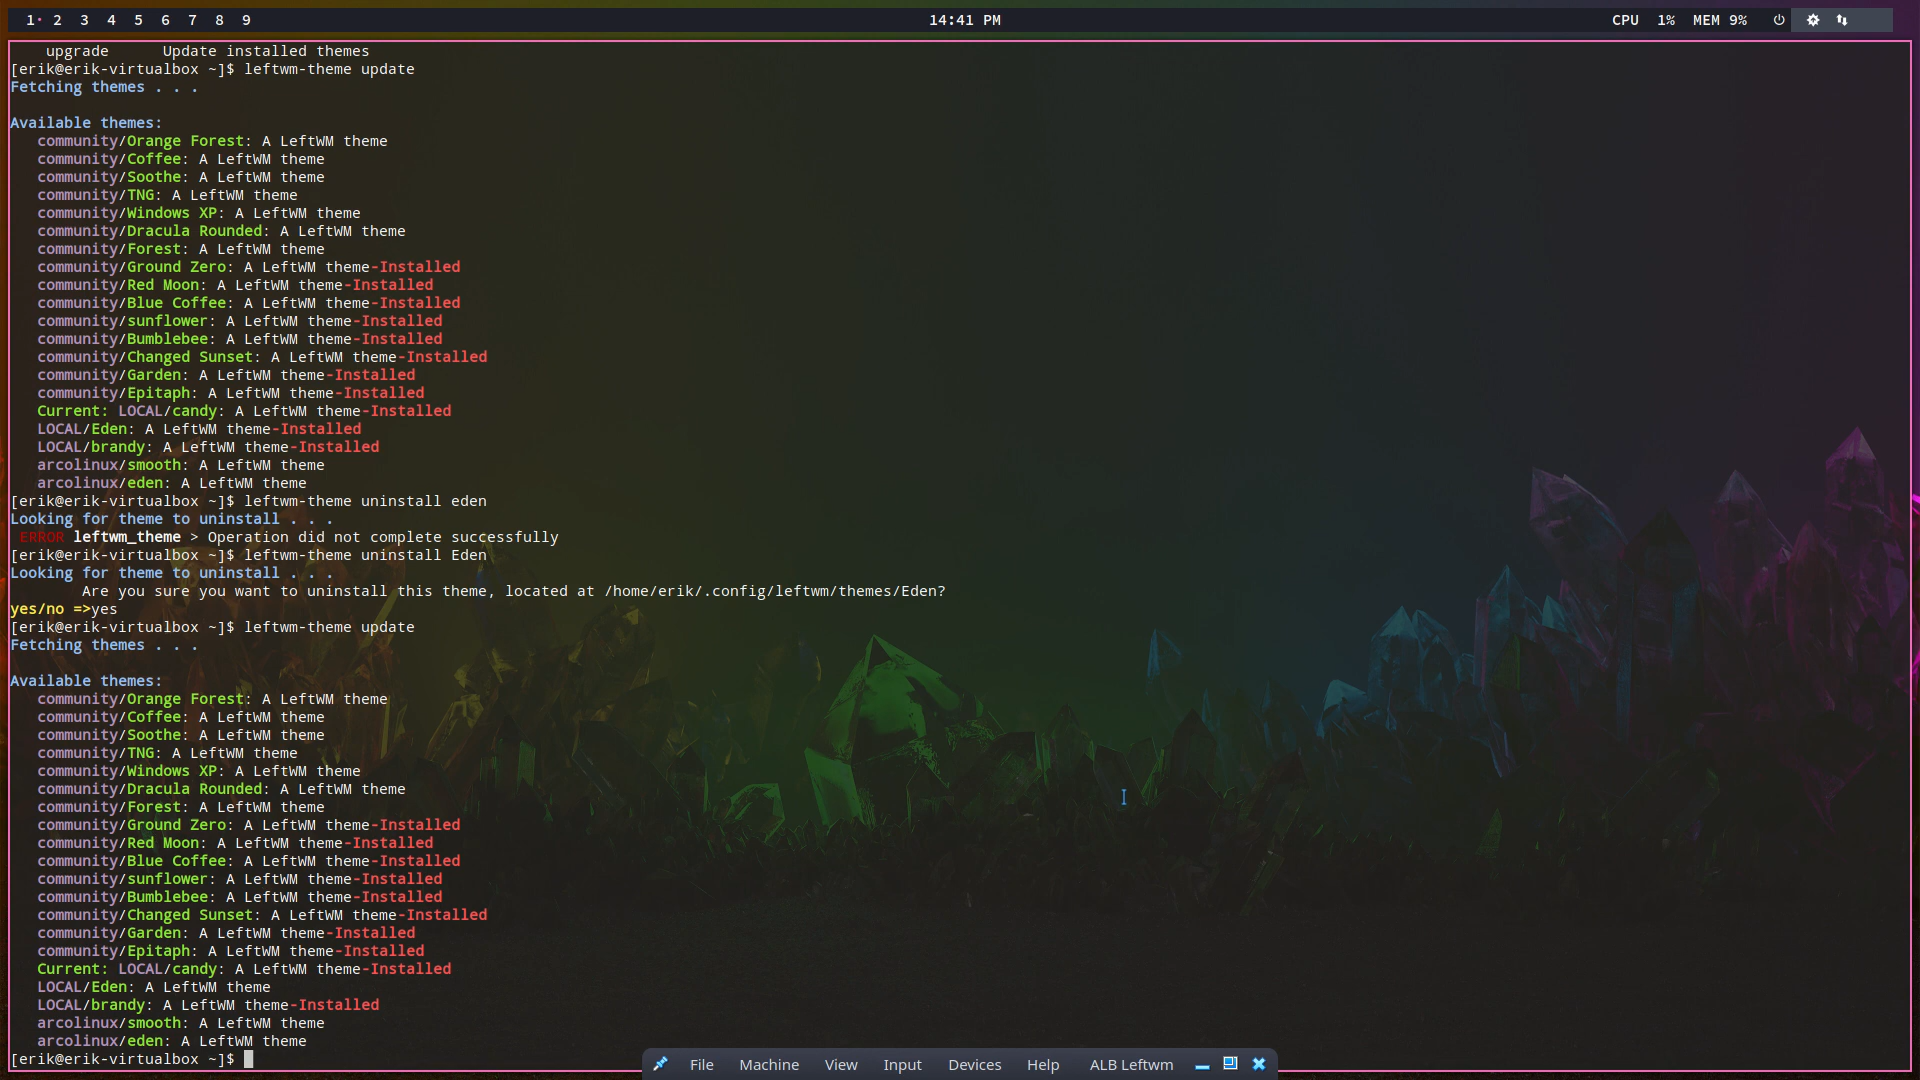 1· 2 3 4 5 6 7 8 9 14:41 PM CPU 1% MEM 9%
upgrade Update installed themes
[erik@erik-virtualbox ~]$ leftwm-theme update
Fetching themes . . .
Available themes:
community/Orange Forest: A LeftWM theme
community/Coffee: A LeftWM theme
community/Soothe: A LeftWM theme
community/TNG: A LeftWM theme
community/Windows XP: A LeftWM theme
community/Dracula Rounded: A LeftWM theme
community/Forest: A LeftWM theme
community/Ground Zero: A LeftWM theme-Installed
community/Red Moon: A LeftWM theme-Installed
community/Blue Coffee: A LeftWM theme-Installed
community/sunflower: A LeftWM theme-Installed
community/Bumblebee: A LeftWM theme-Installed
community/Changed Sunset: A LeftWM theme-Installed
community/Garden: A LeftWM theme-Installed
community/Epitaph: A LeftWM theme-Installed
Current: LOCAL/candy: A LeftWM theme-Installed
LOCAL/Eden: A LeftWM theme-Installed
LOCAL/brandy: A LeftWM theme-Installed
arcolinux/smooth: A LeftWM theme
arcolinux/eden: A LeftWM theme
[erik@erik-virtualbox ~]$ leftwm-theme uninstall eden
Looking for theme to uninstall . . .
ERROR leftwm_theme > Operation did not complete successfully
[erik@erik-virtualbox ~]$ leftwm-theme uninstall Eden
Looking for theme to uninstall . . .
Are you sure you want to uninstall this theme, located at /home/erik/.config/leftwm/themes/Eden?
yes/no =>yes
[erik@erik-virtualbox ~]$ leftwm-theme update
Fetching themes . . .
Available themes:
community/Orange Forest: A LeftWM theme
community/Coffee: A LeftWM theme
community/Soothe: A LeftWM theme
community/TNG: A LeftWM theme
community/Windows XP: A LeftWM theme
community/Dracula Rounded: A LeftWM theme
community/Forest: A LeftWM theme
community/Ground Zero: A LeftWM theme-Installed
community/Red Moon: A LeftWM theme-Installed
community/Blue Coffee: A LeftWM theme-Installed
community/sunflower: A LeftWM theme-Installed
community/Bumblebee: A LeftWM theme-Installed
community/Changed Sunset: A LeftWM theme-Installed
community/Garden: A LeftWM theme-Installed
community/Epitaph: A LeftWM theme-Installed
Current: LOCAL/candy: A LeftWM theme-Installed
LOCAL/Eden: A LeftWM theme
LOCAL/brandy: A LeftWM theme-Installed
arcolinux/smooth: A LeftWM theme
arcolinux/eden: A LeftWM theme
[erik@erik-virtualbox ~]$
File Machine View Input Devices Help ALB Leftwm